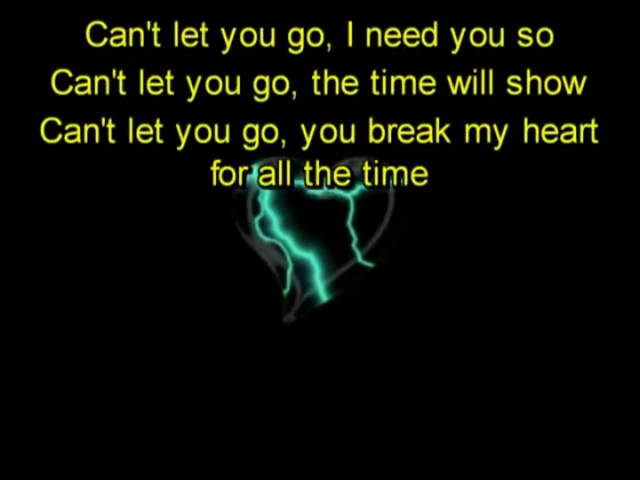 Can't let you go, I need you so
Can't let you go, the time will show
Can't let you go, you break my heart
for all the time